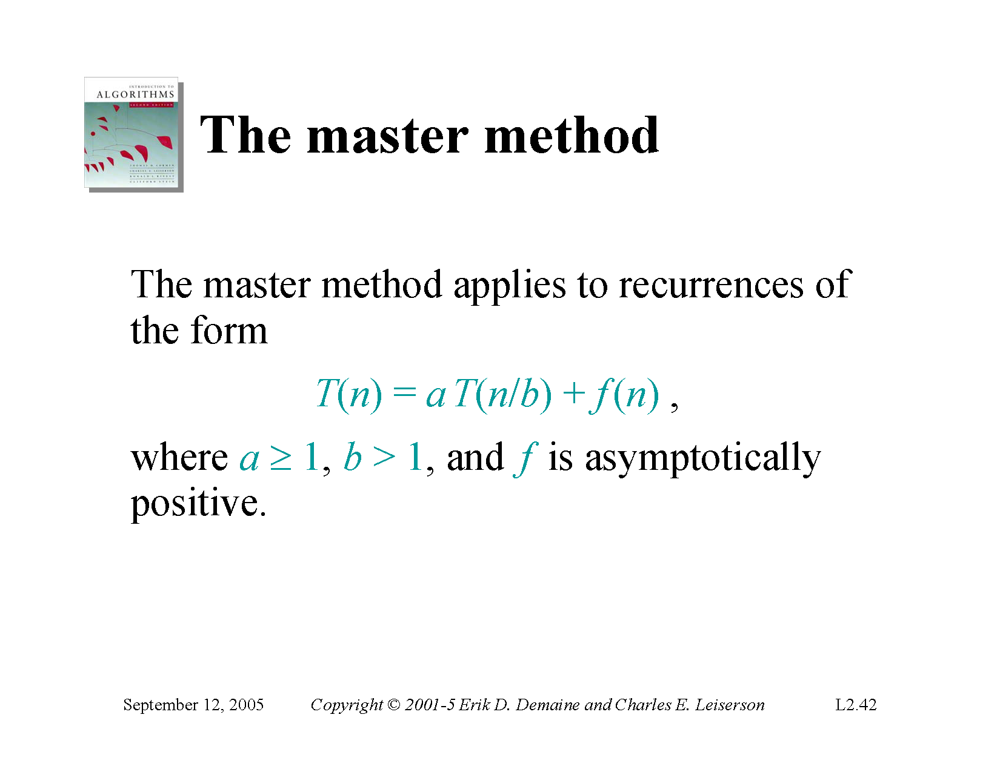 INTRODUCTION TO
ALGORITHMS
SECOND EDITION
THOMAS H. CORMEN
CHARLES E. LEISERSON
RONALD L. RIVEST
CLIFFORD STEIN
The master method
The master method applies to recurrences of
the form
T(n) = a T(n/b) + f (n) ,
where a ≥ 1, b > 1, and f is asymptotically
positive.
September 12, 2005 Copyright © 2001-5 Erik D. Demaine and Charles E. Leiserson L2.42